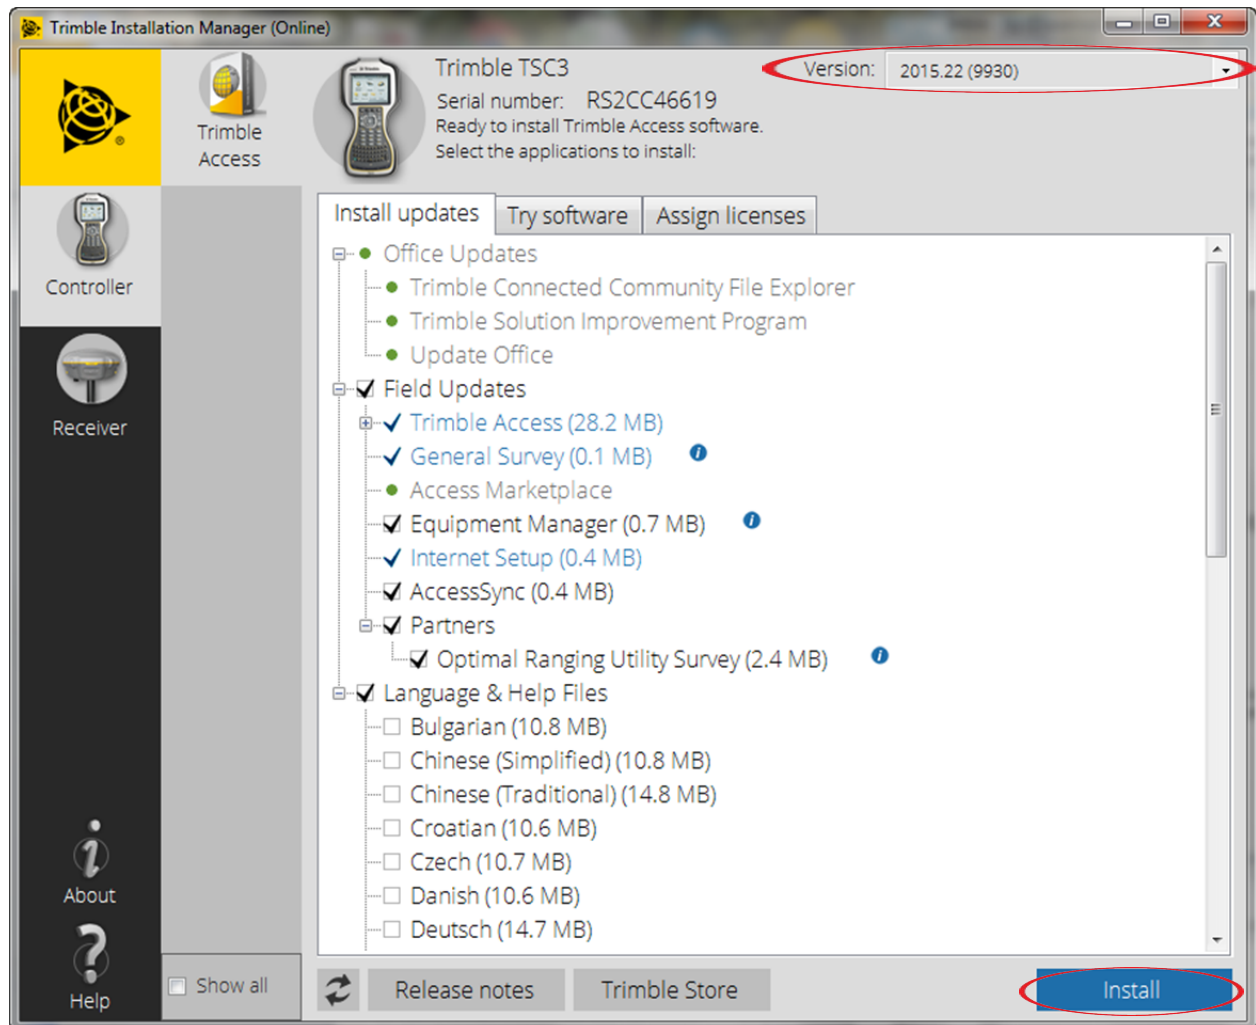 Trimble Installation Manager (Online)
Trimble
Access
Trimble TSC3
Serial number: RS2CC46619
Ready to install Trimble Access software.
Select the applications to install:
Version: 2015.22 (9930)
Controller
Receiver
Install updates
Try software
Assign licenses
Office Updates
Trimble Connected Community File Explorer
Trimble Solution Improvement Program
Update Office
Field Updates
Trimble Access (28.2 MB)
General Survey (0.1 MB)
Access Marketplace
Equipment Manager (0.7 MB)
Internet Setup (0.4 MB)
AccessSync (0.4 MB)
Partners
Optimal Ranging Utility Survey (2.4 MB)
Language & Help Files
Bulgarian (10.8 MB)
Chinese (Simplified) (10.8 MB)
Chinese (Traditional) (14.8 MB)
Croatian (10.6 MB)
Czech (10.7 MB)
Danish (10.6 MB)
Deutsch (14.7 MB)
About
Help
Show all
Release notes
Trimble Store
Install